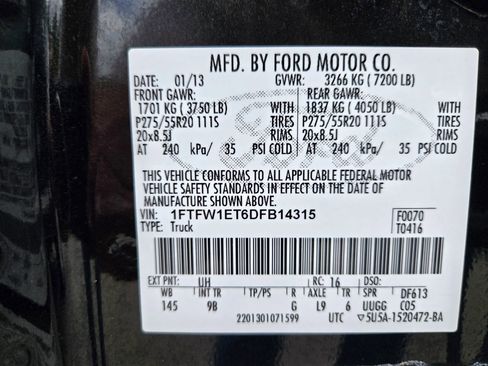 MFD. BY FORD MOTOR CO.
DATE: 01/13 GVWR: 3266 KG ( 7200 LB)
FRONT GAWR: REAR GAWR:
1701 KG ( 3750 LB) WITH 1837 KG ( 4050 LB) WITH
P275/55R20 111S TIRES P275/55R20 111S TIRES
20x8.5J RIMS 20x8.5J RIMS
AT 240 kPa/ 35 PSI COLD AT 240 kPa/ 35 PSI COLD
THIS VEHICLE CONFORMS TO ALL APPLICABLE FEDERAL MOTOR
VEHICLE SAFETY STANDARDS IN EFFECT ON THE DATE OF
MANUFACTURE SHOWN ABOVE.
VIN: 1FTFW1ET6DFB14315 F0070
TYPE: Truck T0416
EXT PNT: UH RC: 16 DSO:
WB INT TR TP/PS R AXLE TR SPR DF613
145 9B G L9 6 UUGG C05
2201301071599 UTC ▽5U5A-1520472-BA
Ford